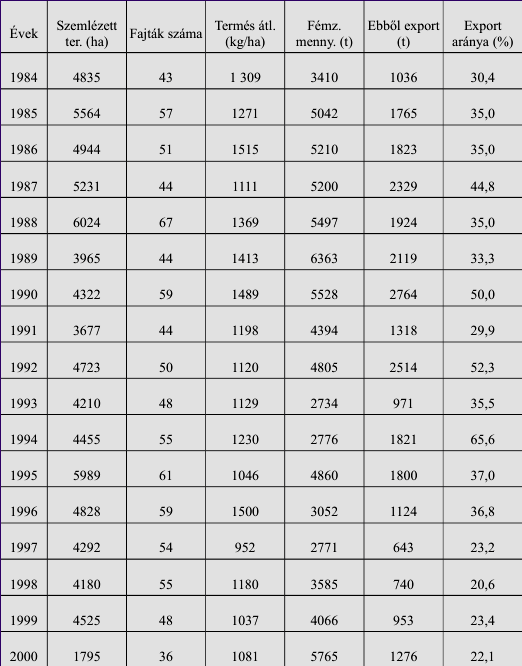 Évek Szemlézett ter. (ha) Fajták száma Termés átl. (kg/ha) Fémz. menny. (t) Ebből export (t) Export aránya (%)
1984 4835 43 1 309 3410 1036 30,4
1985 5564 57 1271 5042 1765 35,0
1986 4944 51 1515 5210 1823 35,0
1987 5231 44 1111 5200 2329 44,8
1988 6024 67 1369 5497 1924 35,0
1989 3965 44 1413 6363 2119 33,3
1990 4322 59 1489 5528 2764 50,0
1991 3677 44 1198 4394 1318 29,9
1992 4723 50 1120 4805 2514 52,3
1993 4210 48 1129 2734 971 35,5
1994 4455 55 1230 2776 1821 65,6
1995 5989 61 1046 4860 1800 37,0
1996 4828 59 1500 3052 1124 36,8
1997 4292 54 952 2771 643 23,2
1998 4180 55 1180 3585 740 20,6
1999 4525 48 1037 4066 953 23,4
2000 1795 36 1081 5765 1276 22,1